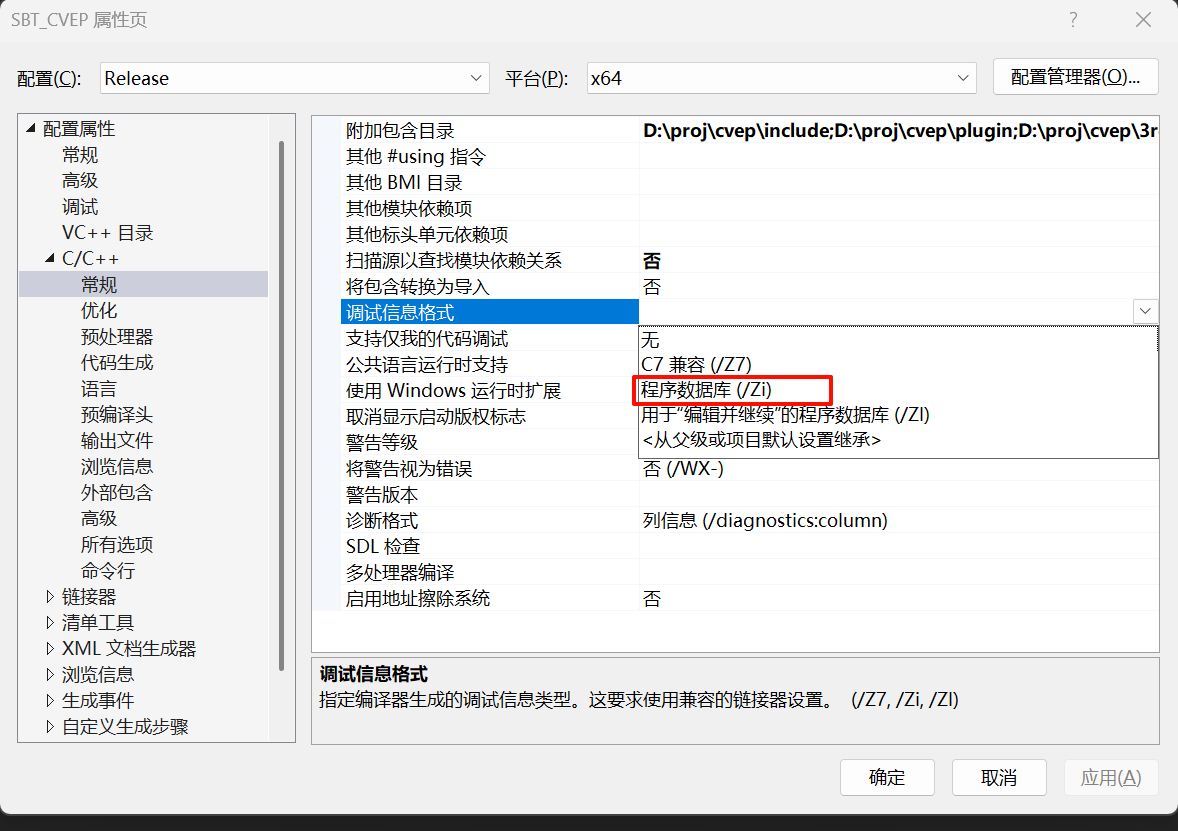 SBT_CVEP 属性页
配置(C): Release 平台(P): x64 配置管理器(O)...
配置属性
常规
高级
调试
VC++ 目录
C/C++
常规
优化
预处理器
代码生成
语言
预编译头
输出文件
浏览信息
外部包含
高级
所有选项
命令行
链接器
清单工具
XML 文档生成器
浏览信息
生成事件
自定义生成步骤
附加包含目录 D:\proj\cvep\include;D:\proj\cvep\plugin;D:\proj\cvep\3r
其他 #using 指令
其他 BMI 目录
其他模块依赖项
其他标头单元依赖项
扫描源以查找模块依赖关系 否
将包含转换为导入 否
调试信息格式
支持仅我的代码调试
公共语言运行时支持
使用 Windows 运行时扩展
取消显示启动版权标志
警告等级
将警告视为错误 否 (/WX-)
警告版本
诊断格式 列信息 (/diagnostics:column)
SDL 检查
多处理器编译
启用地址擦除系统 否
无
C7 兼容 (/Z7)
程序数据库 (/Zi)
用于“编辑并继续”的程序数据库 (/ZI)
<从父级或项目默认设置继承>
调试信息格式
指定编译器生成的调试信息类型。这要求使用兼容的链接器设置。 (/Z7, /Zi, /ZI)
确定 取消 应用(A)